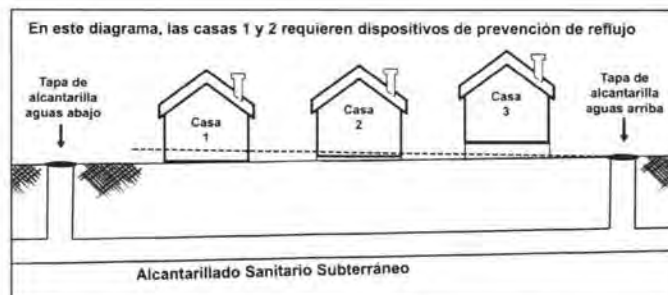 En este diagrama, las casas 1 y 2 requieren dispositivos de prevención de reflujo
Tapa de
alcantarilla
aguas abajo
Casa
1
Casa
2
Casa
3
Tapa de
alcantarilla
aguas arriba
Alcantarillado Sanitario Subterráneo